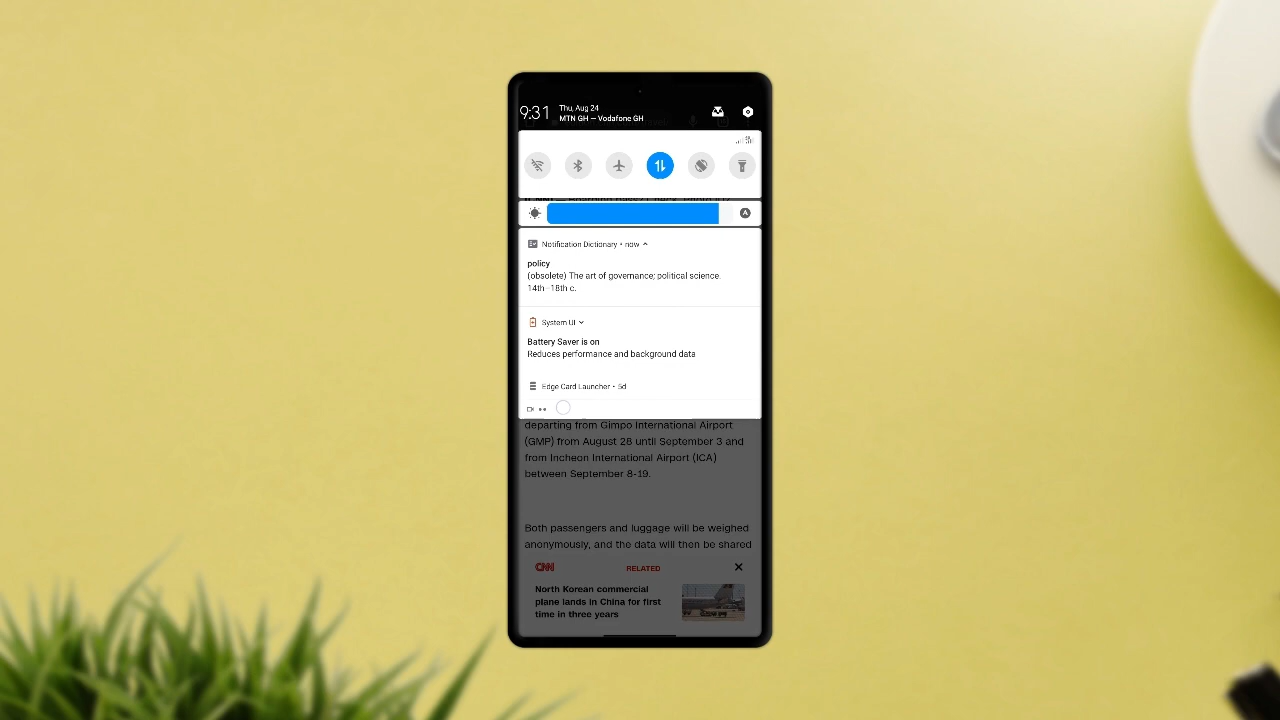 9:31
Thu, Aug 24
MTN GH — Vodafone GH
Notification Dictionary • now
policy
(obsolete) The art of governance; political science.
14th–18th c.
System UI
Battery Saver is on
Reduces performance and background data
Edge Card Launcher • 5d
departing from Gimpo International Airport
(GMP) from August 28 until September 3 and
from Incheon International Airport (ICA)
between September 8-19.
Both passengers and luggage will be weighed
anonymously, and the data will then be shared
CNN
RELATED
North Korean commercial
plane lands in China for first
time in three years